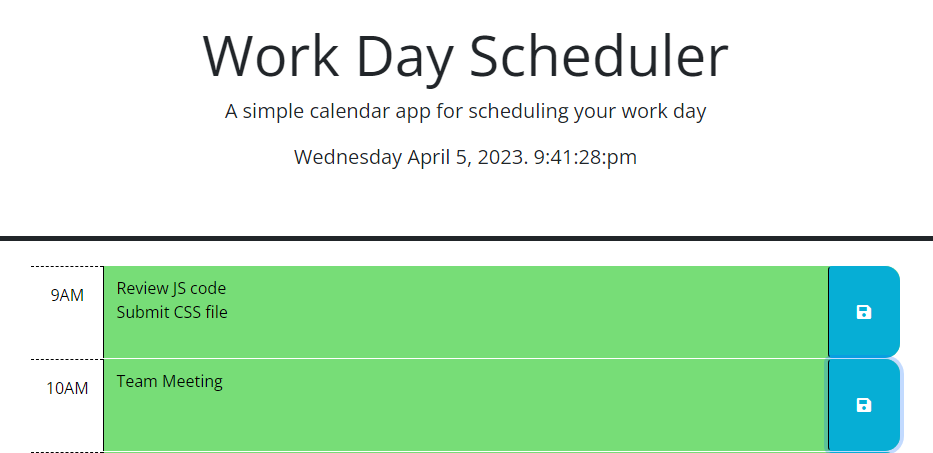 Work Day Scheduler
A simple calendar app for scheduling your work day
Wednesday April 5, 2023. 9:41:28:pm
9AM
Review JS code
Submit CSS file
10AM
Team Meeting